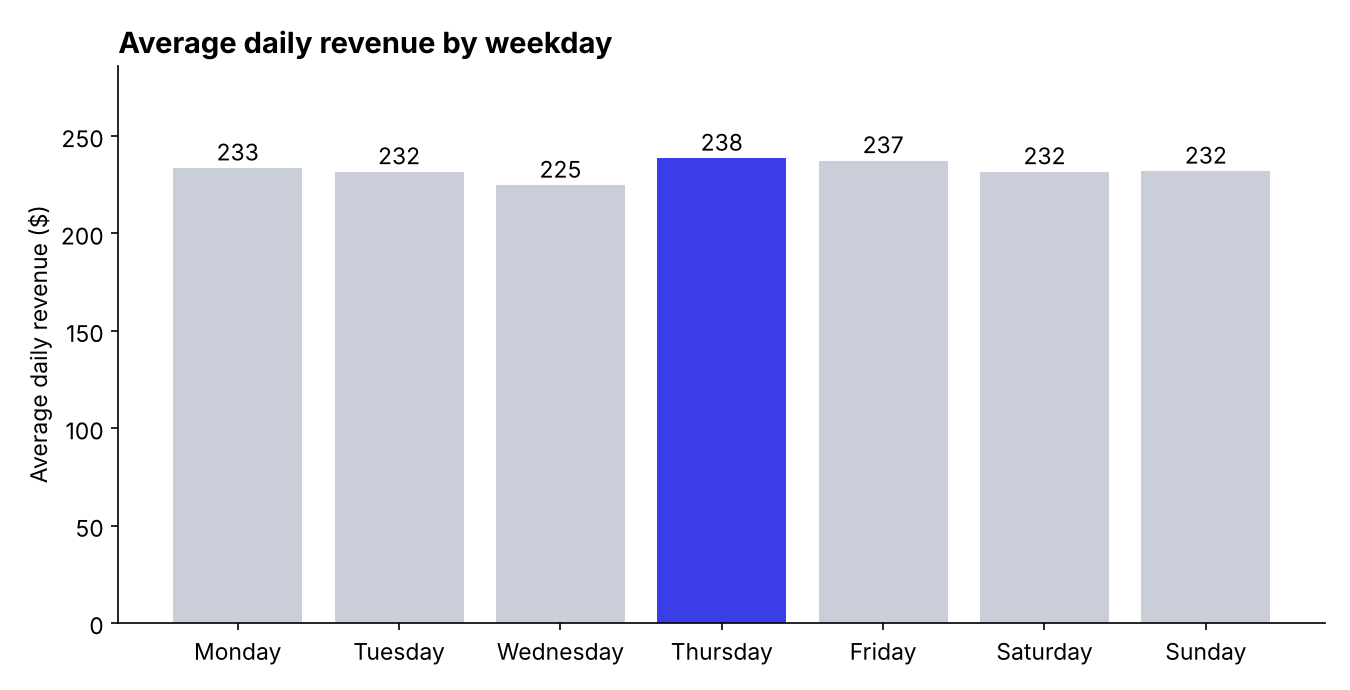 Average daily revenue by weekday
Average daily revenue ($)
250
200
150
100
50
0
233
232
225
238
237
232
232
Monday
Tuesday
Wednesday
Thursday
Friday
Saturday
Sunday